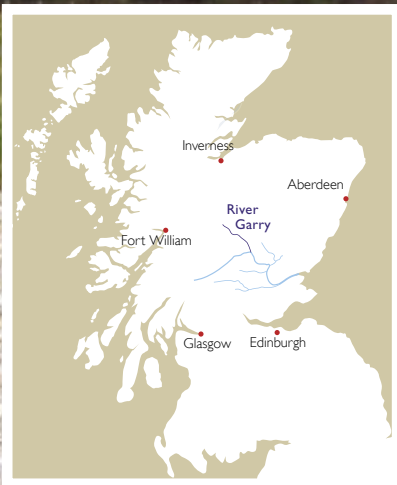 Inverness
Aberdeen
River
Garry
Fort William
Glasgow
Edinburgh